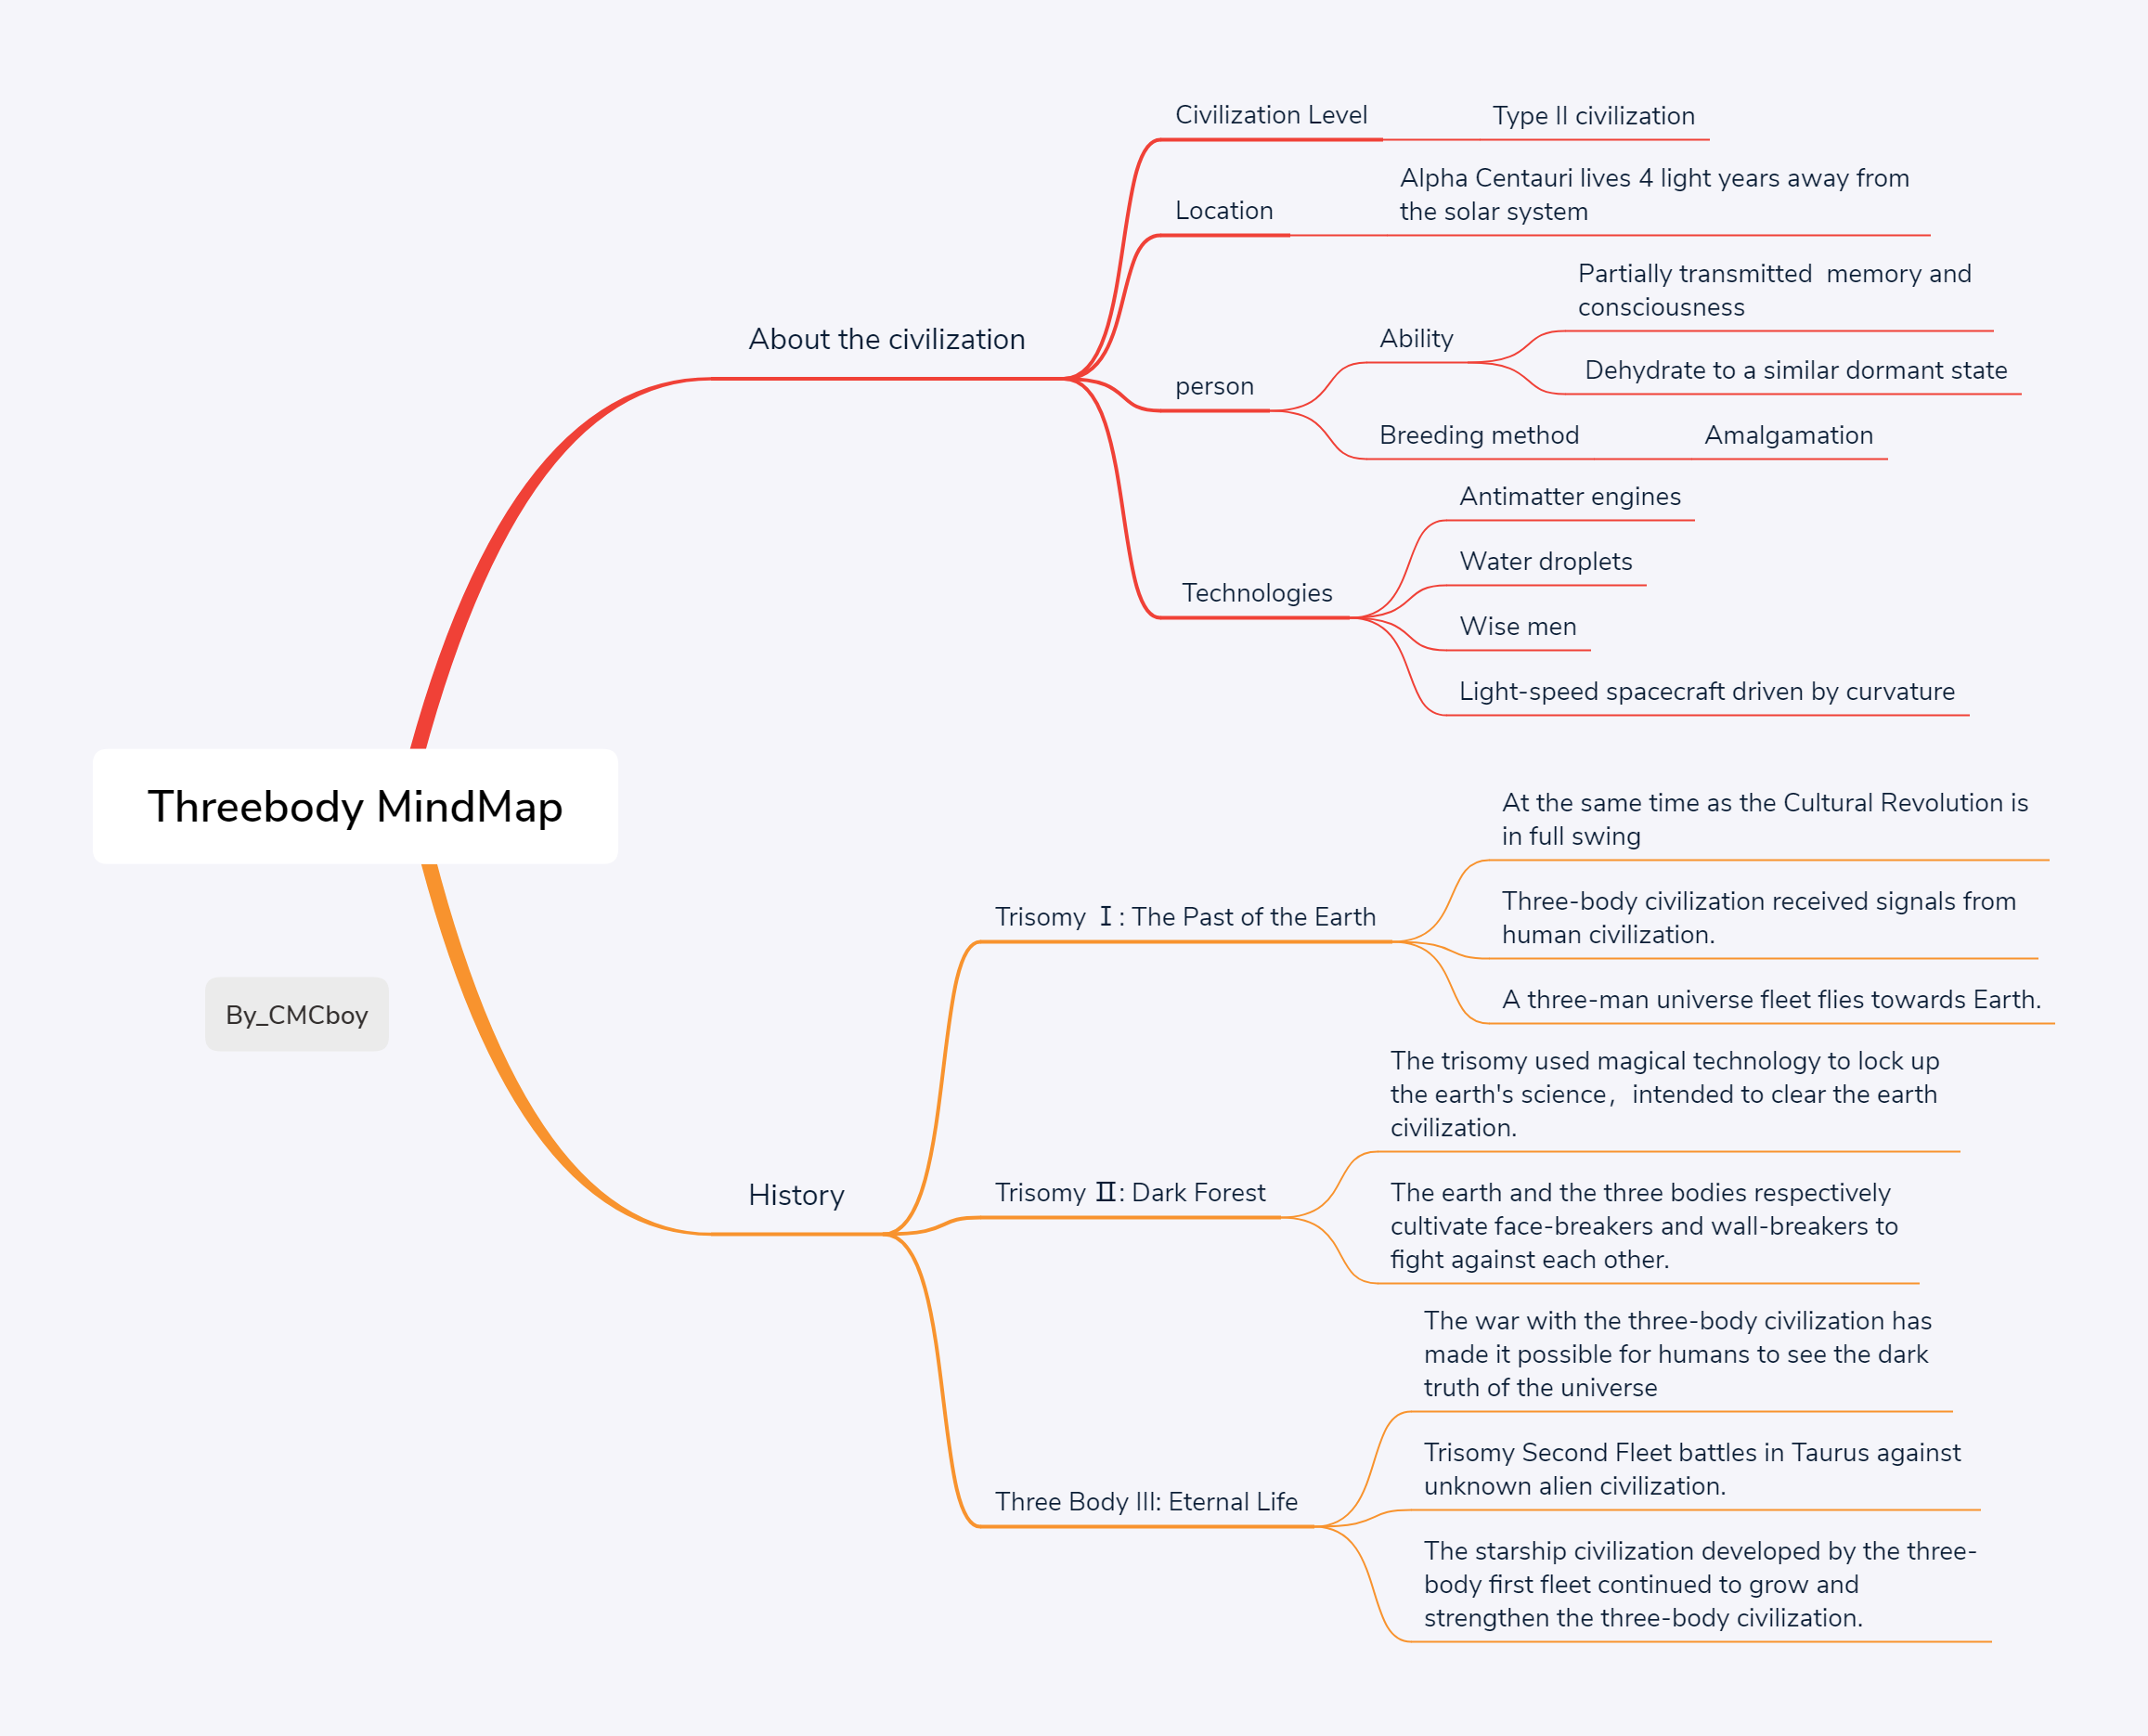 Threebody MindMap
By_CMCboy
About the civilization
Civilization Level
Type II civilization
Location
Alpha Centauri lives 4 light years away from
the solar system
person
Ability
Partially transmitted  memory and
consciousness
Dehydrate to a similar dormant state
Breeding method
Amalgamation
Technologies
Antimatter engines
Water droplets
Wise men
Light-speed spacecraft driven by curvature
History
Trisomy Ⅰ: The Past of the Earth
At the same time as the Cultural Revolution is
in full swing
Three-body civilization received signals from
human civilization.
A three-man universe fleet flies towards Earth.
Trisomy Ⅱ: Dark Forest
The trisomy used magical technology to lock up
the earth's science，intended to clear the earth
civilization.
The earth and the three bodies respectively
cultivate face-breakers and wall-breakers to
fight against each other.
Three Body III: Eternal Life
The war with the three-body civilization has
made it possible for humans to see the dark
truth of the universe
Trisomy Second Fleet battles in Taurus against
unknown alien civilization.
The starship civilization developed by the three-
body first fleet continued to grow and
strengthen the three-body civilization.